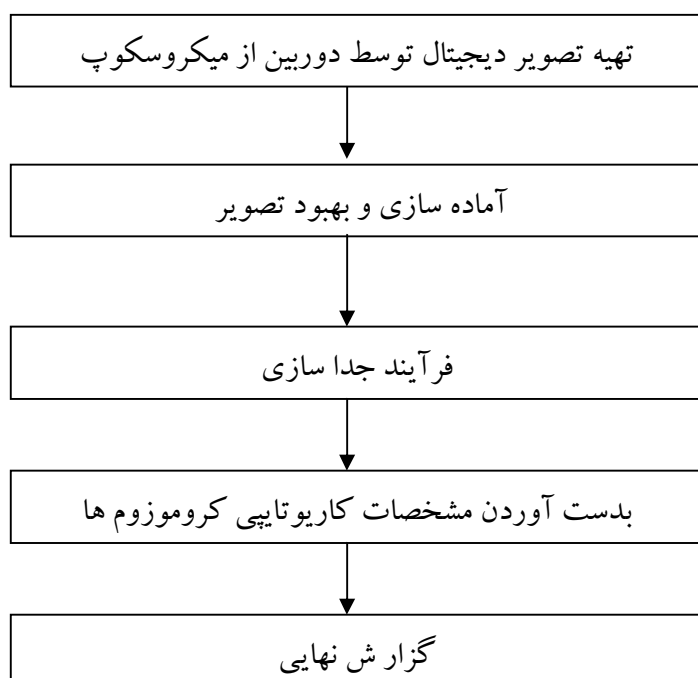 تهیه تصویر دیجیتال توسط دوربین از میکروسکوپ
آماده سازی و بهبود تصویر
فرآیند جدا سازی
بدست آوردن مشخصات کاریوتایپی کروموزوم ها
گزار ش نهایی